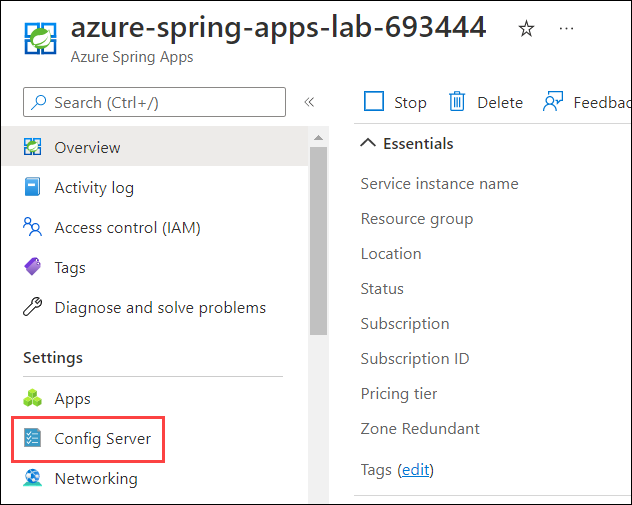 azure-spring-apps-lab-693444
Azure Spring Apps
Search (Ctrl+/)
Overview
Activity log
Access control (IAM)
Tags
Diagnose and solve problems
Settings
Apps
Config Server
Networking
Stop Delete Feedbac
Essentials
Service instance name
Resource group
Location
Status
Subscription
Subscription ID
Pricing tier
Zone Redundant
Tags (edit)